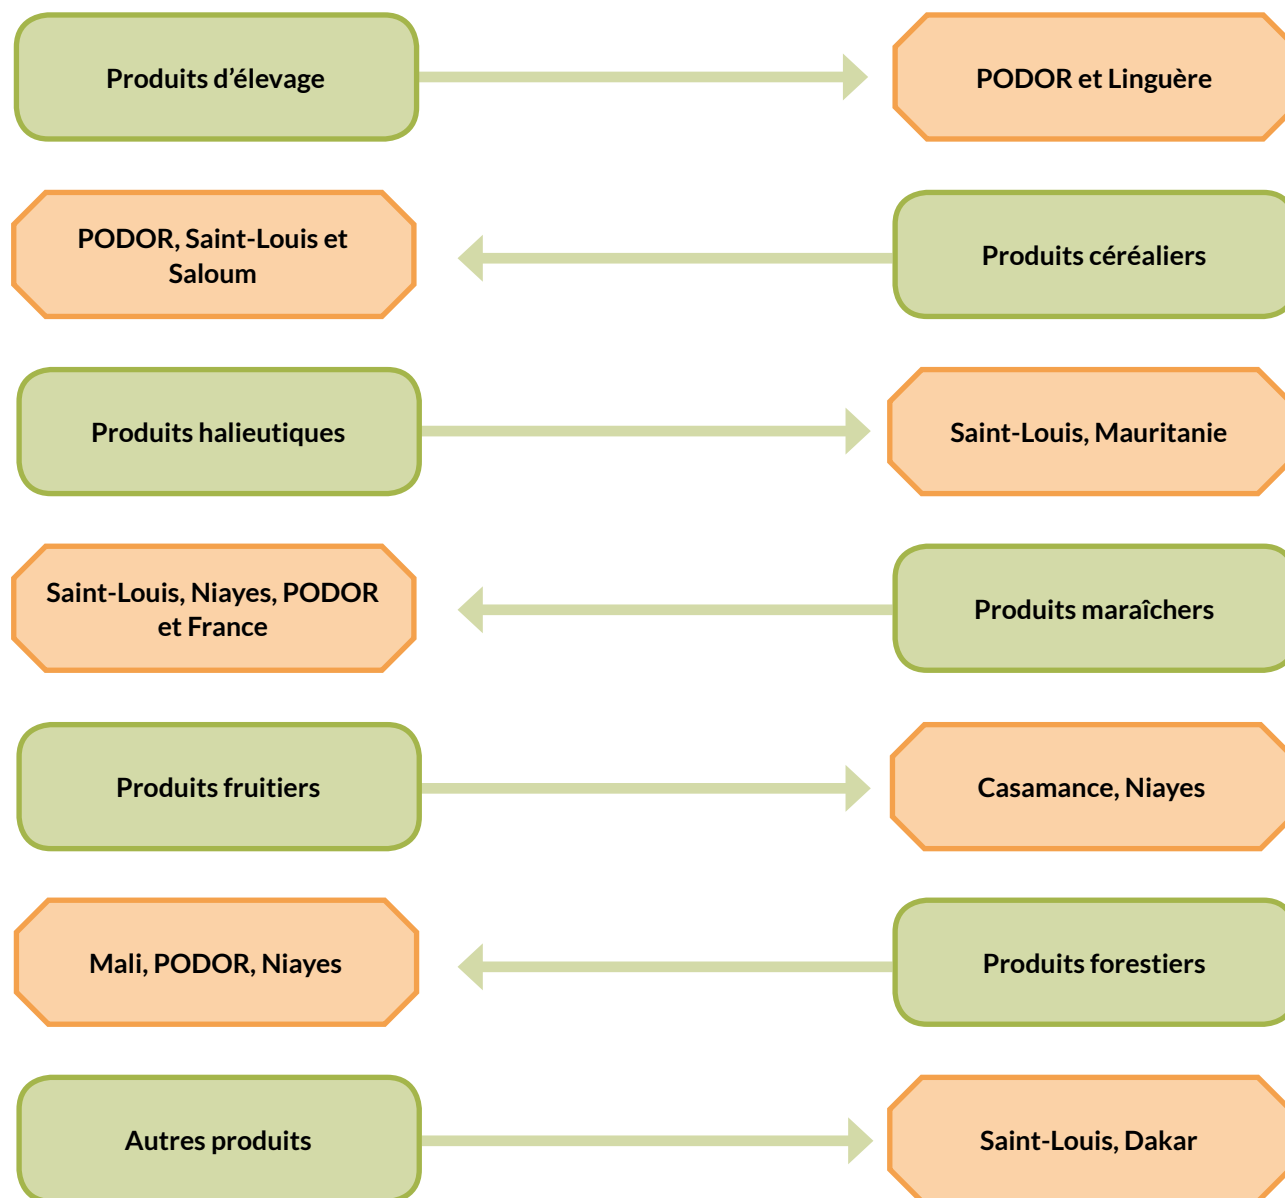 Produits d’élevage
PODOR et Linguère
PODOR, Saint-Louis et
Saloum
Produits céréaliers
Produits halieutiques
Saint-Louis, Mauritanie
Saint-Louis, Niayes, PODOR
et France
Produits maraîchers
Produits fruitiers
Casamance, Niayes
Mali, PODOR, Niayes
Produits forestiers
Autres produits
Saint-Louis, Dakar